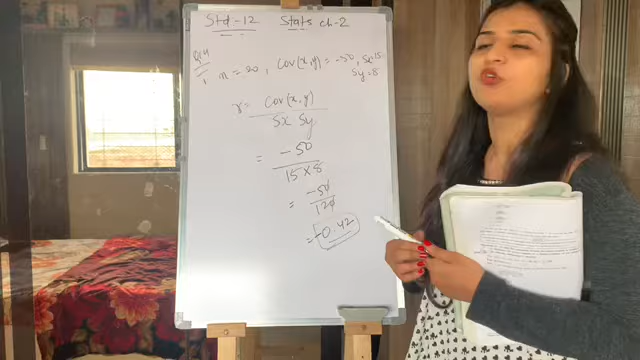 Std-12 Stats ch-2
n = 20, Cov(x,y) = -50, Sx=15
Sy=8
r = Cov(x,y)
Sx Sy
= -50
15 x 8
= -50
120
= -0.42